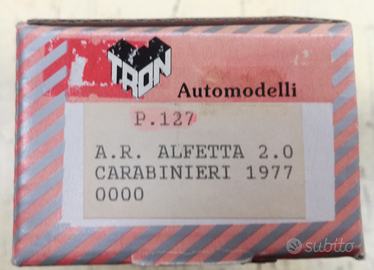 TRON
Automodelli
P.127
A.R. ALFETTA 2.0
CARABINIERI 1977
0000
subito